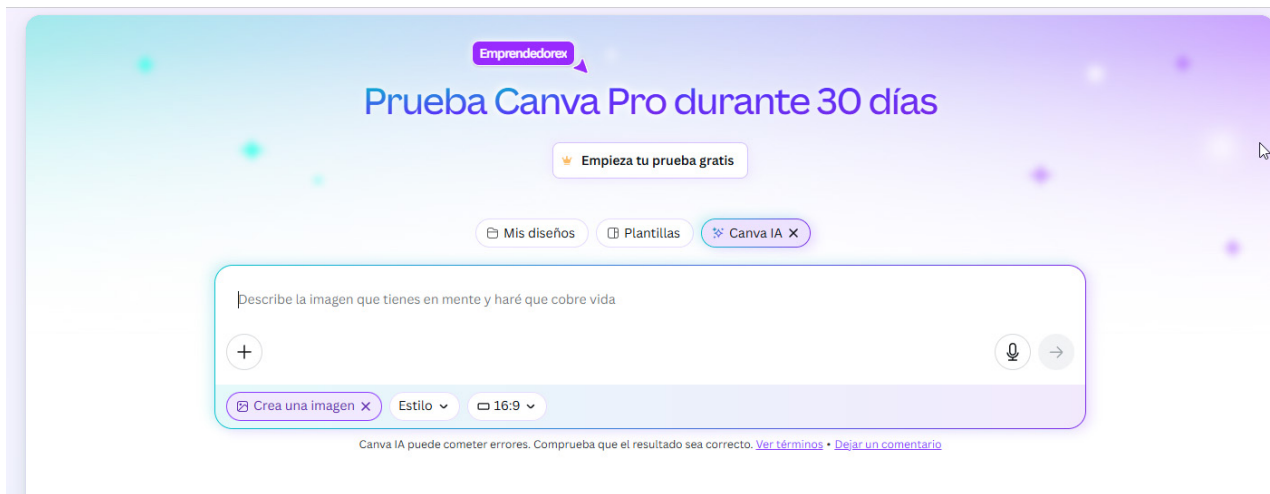 Emprendedorex
Prueba Canva Pro durante 30 días
Empieza tu prueba gratis
Mis diseños Plantillas Canva IA
Describe la imagen que tienes en mente y haré que cobre vida
Crea una imagen Estilo 16:9
Canva IA puede cometer errores. Comprueba que el resultado sea correcto. Ver términos • Dejar un comentario